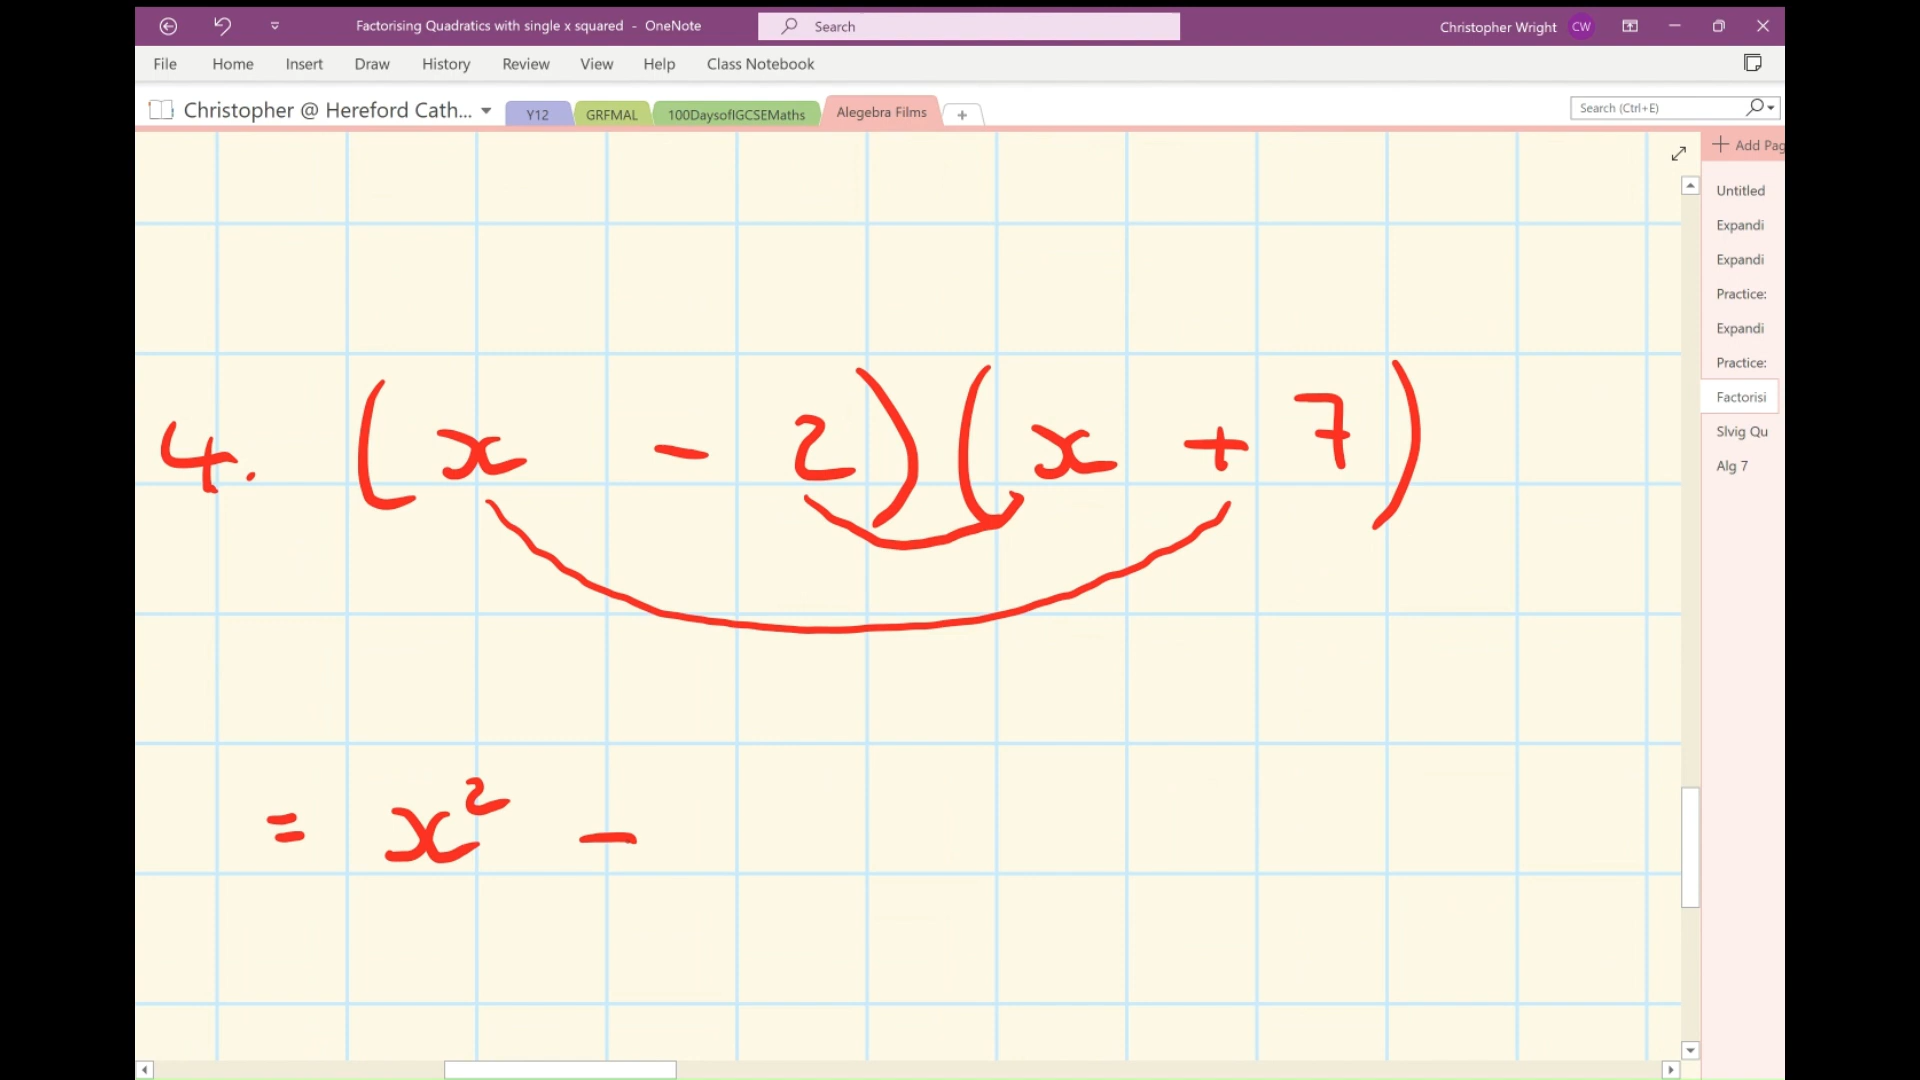 Factorising Quadratics with single x squared - OneNote
Search
Christopher Wright CW
File Home Insert Draw History Review View Help Class Notebook
Christopher @ Hereford Cath... Y12 GRFMAL 100DaysofIGCSEMaths Alegebra Films +
Search (Ctrl+E)
+ Add Pag
Untitled
Expandi
Expandi
Practice:
Expandi
Practice:
Factorisi
Slvig Qu
Alg 7
4. (x - 2)(x + 7)
= x² -